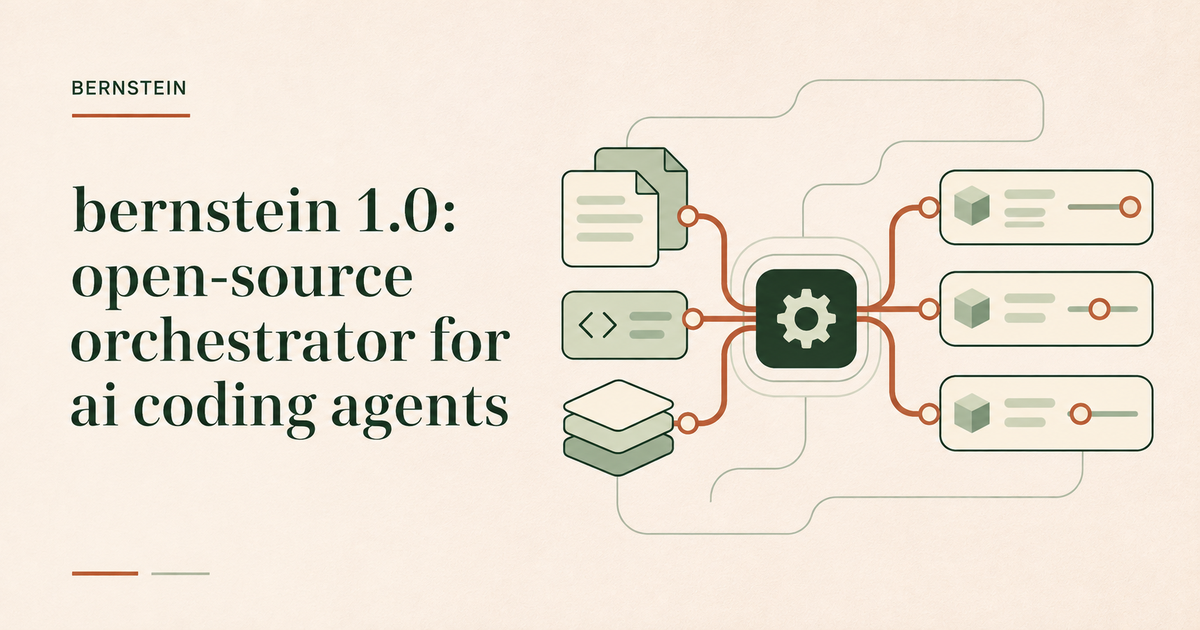 BERNSTEIN
bernstein 1.0:
open-source
orchestrator for
ai coding agents